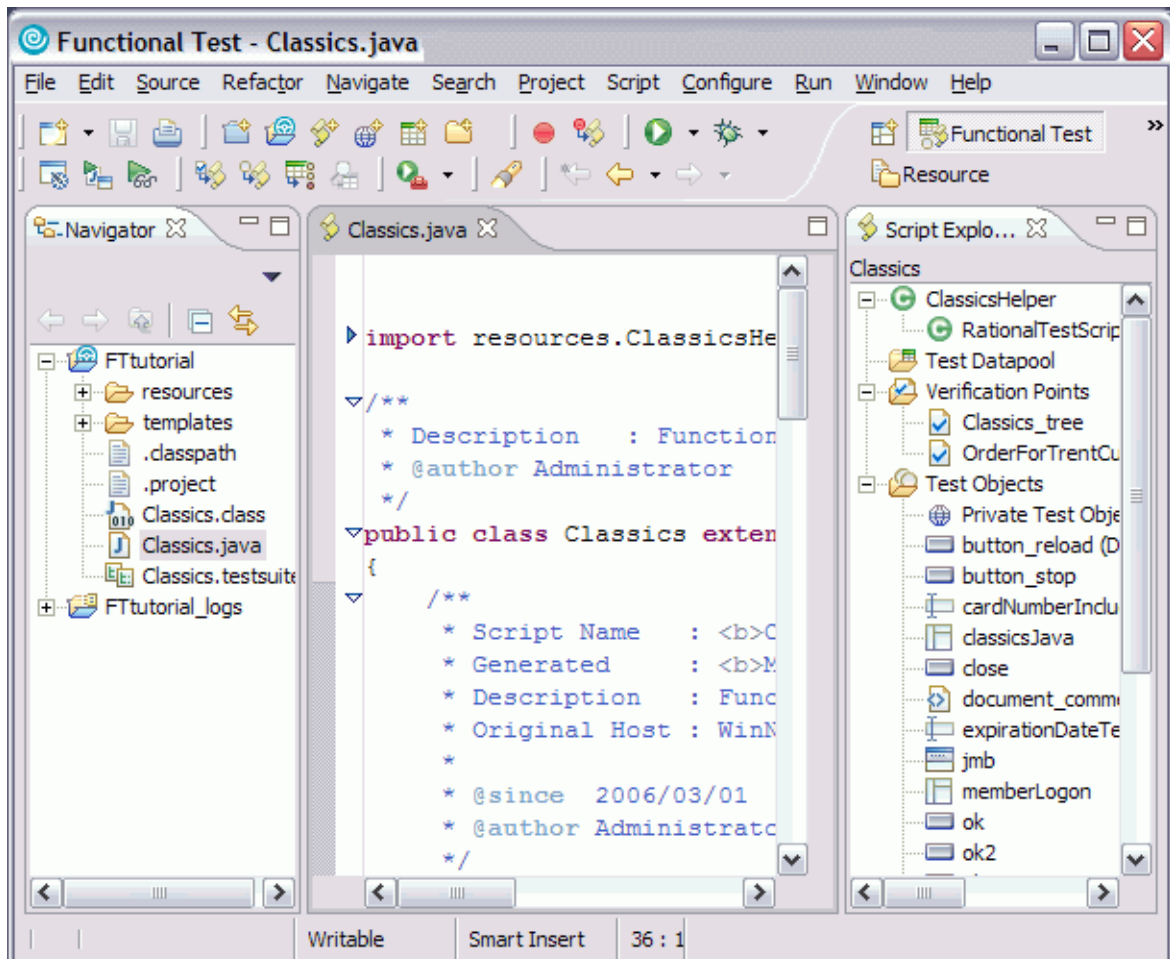 Functional Test - Classics.java
File Edit Source Refactor Navigate Search Project Script Configure Run Window Help
Functional Test
Resource
Navigator
FTtutorial
resources
templates
.classpath
.project
Classics.class
Classics.java
Classics.testsuite
FTtutorial_logs
Classics.java
import resources.ClassicsHe
/**
* Description : Function
* @author Administrator
*/
public class Classics exten
{
/**
* Script Name : <b>C
* Generated : <b>M
* Description : Func
* Original Host : WinN
*
* @since 2006/03/01
* @author Administratc
*/
Script Explo...
Classics
ClassicsHelper
RationalTestScrip
Test Datapool
Verification Points
Classics_tree
OrderForTrentCu
Test Objects
Private Test Obje
button_reload (D
button_stop
cardNumberInclu
classicsJava
close
document_comm
expirationDateTe
jmb
memberLogon
ok
ok2
Writable Smart Insert 36 : 1